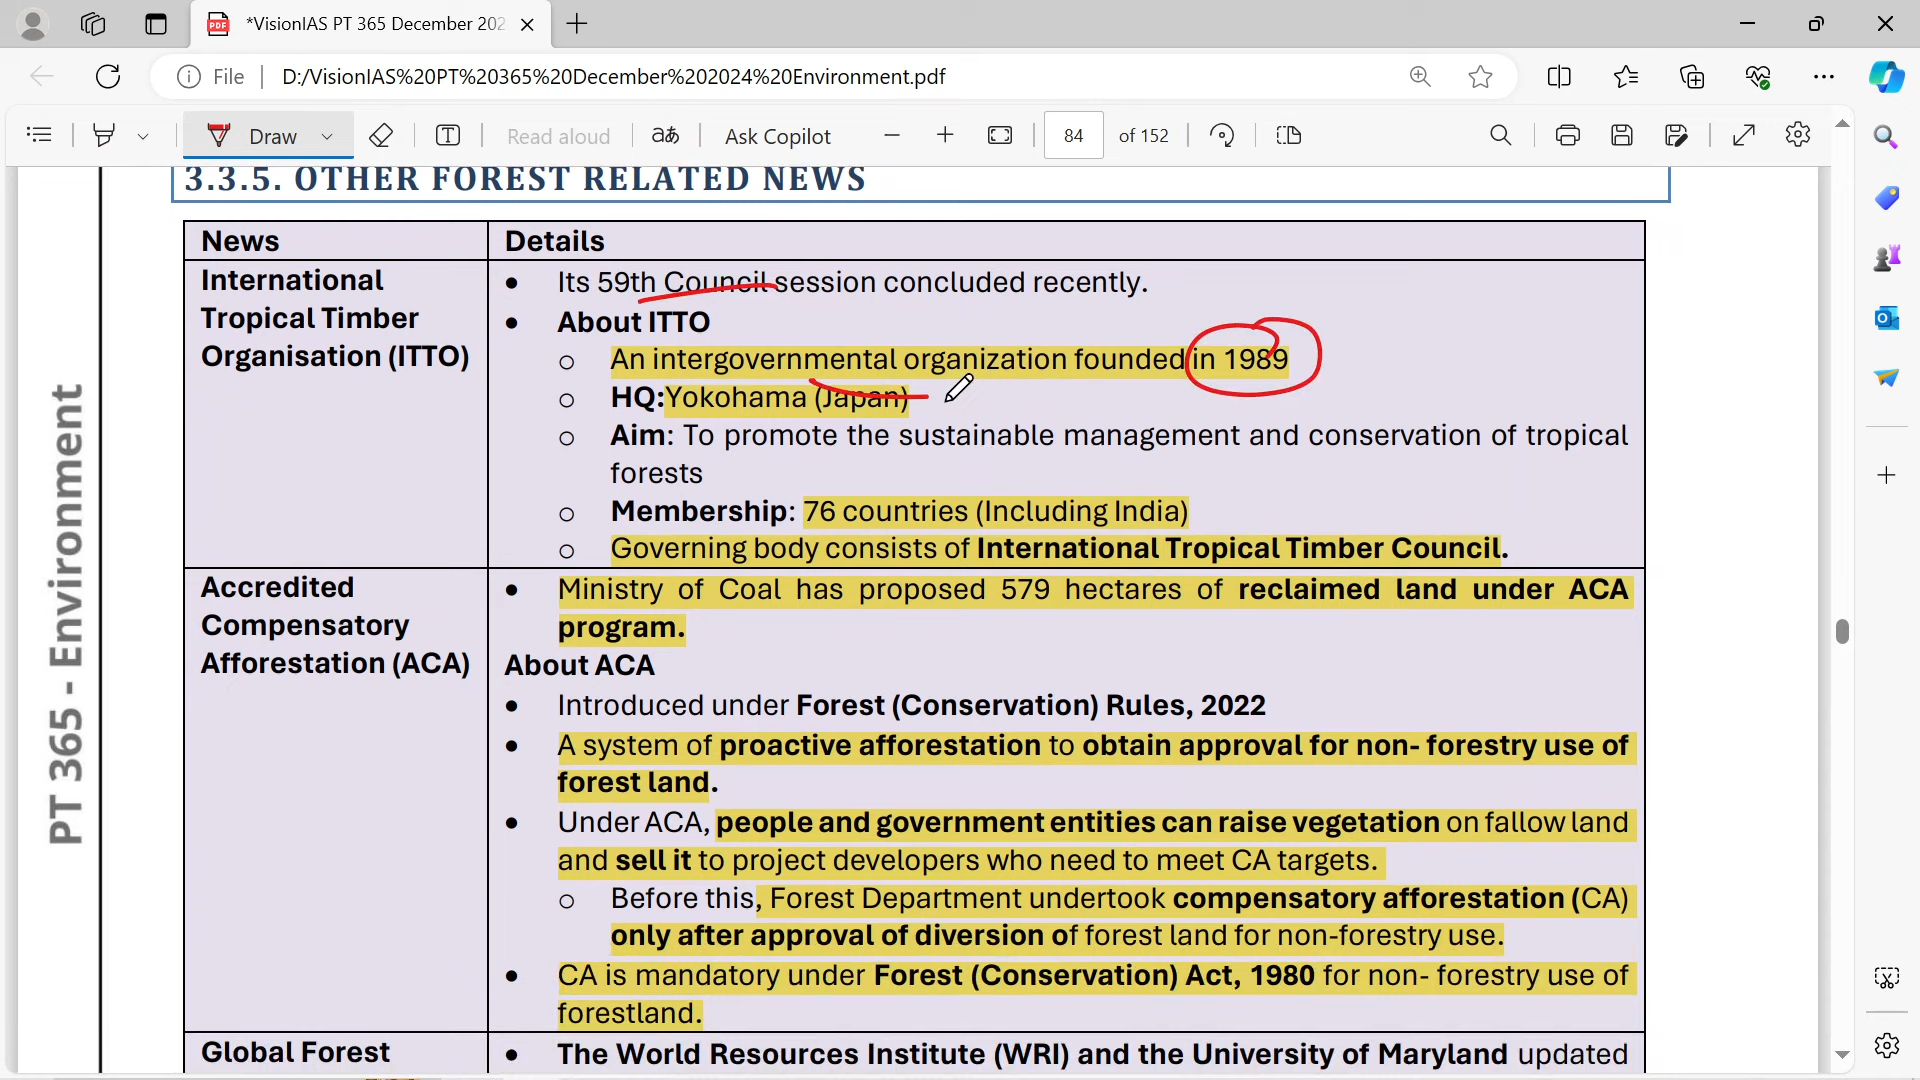 *VisionIAS PT 365 December 202
File
D:/VisionIAS%20PT%20365%20December%202024%20Environment.pdf
Draw
T
Read aloud
aあ
Ask Copilot
84
of 152
3.3.5. OTHER FOREST RELATED NEWS
News
Details
International
Tropical Timber
Organisation (ITTO)
• Its 59th Council session concluded recently.
• About ITTO
o An intergovernmental organization founded in 1989
o HQ:Yokohama (Japan)
o Aim: To promote the sustainable management and conservation of tropical
forests
o Membership: 76 countries (Including India)
o Governing body consists of International Tropical Timber Council.
Accredited
Compensatory
Afforestation (ACA)
• Ministry of Coal has proposed 579 hectares of reclaimed land under ACA
program.
About ACA
• Introduced under Forest (Conservation) Rules, 2022
• A system of proactive afforestation to obtain approval for non- forestry use of
forest land.
• Under ACA, people and government entities can raise vegetation on fallow land
and sell it to project developers who need to meet CA targets.
o Before this, Forest Department undertook compensatory afforestation (CA)
only after approval of diversion of forest land for non-forestry use.
• CA is mandatory under Forest (Conservation) Act, 1980 for non- forestry use of
forestland.
Global Forest
• The World Resources Institute (WRI) and the University of Maryland updated
PT 365 - Environment